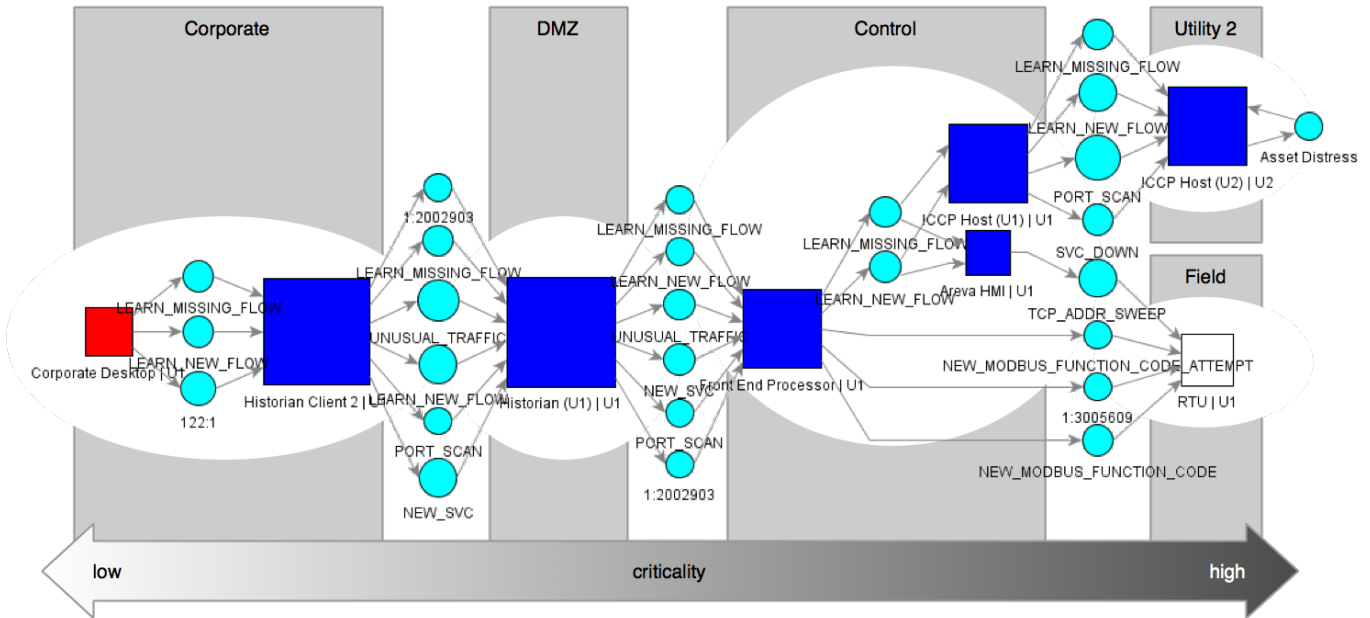 Corporate
DMZ
Control
Utility 2
LEARN_MISSING_FLOW
LEARN_NEW_FLOW
Asset Distress
ICCP Host (U2) | U2
PORT_SCAN
1:2002903
ICCP Host (U1) | U1
LEARN_MISSING_FLOW
LEARN_MISSING_FLOW
LEARN_MISSING_FLOW
SVC_DOWN
Field
LEARN_NEW_FLOW
Areva HMI | U1
LEARN_NEW_FLOW
LEARN_MISSING_FLOW
TCP_ADDR_SWEEP
UNUSUAL_TRAFFIC
UNUSUAL_TRAFFIC
LEARN_NEW_FLOW
NEW_MODBUS_FUNCTION_CODE_ATTEMPT
Corporate Desktop | U1
NEW_SVC
Front End Processor | U1
Historian Client 2 | U1
LEARN_NEW_FLOW
Historian (U1) | U1
RTU | U1
122:1
1:3005609
PORT_SCAN
PORT_SCAN
NEW_MODBUS_FUNCTION_CODE
1:2002903
NEW_SVC
low
criticality
high